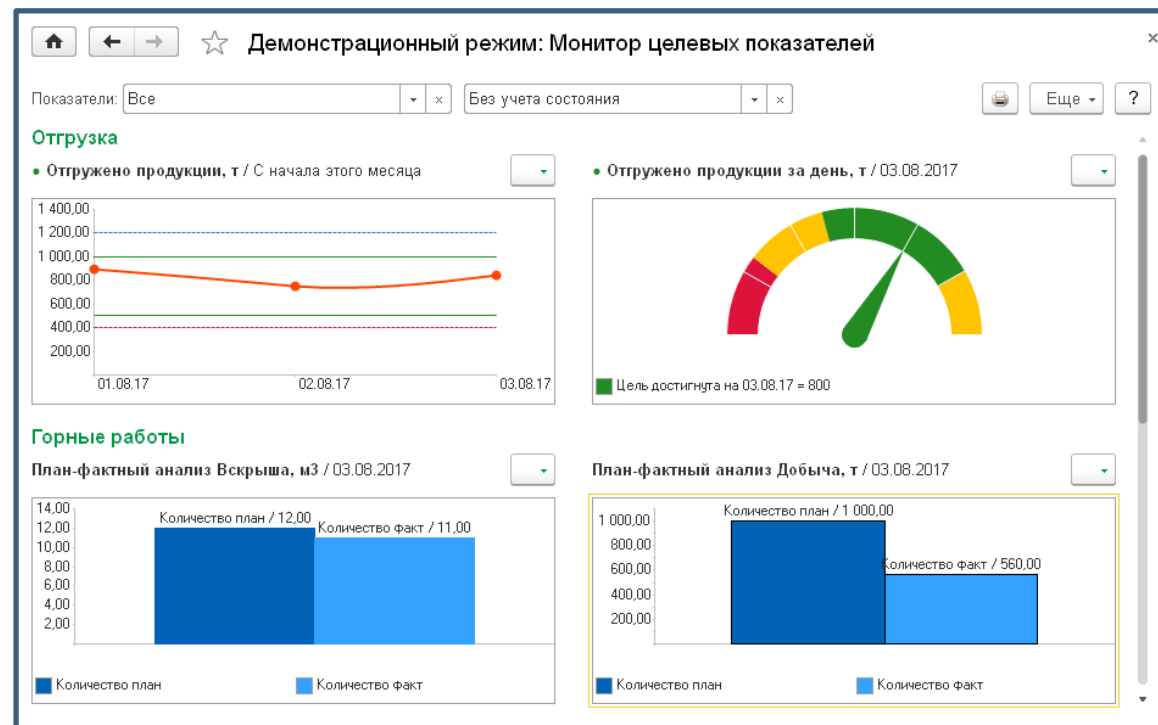 Демонстрационный режим: Монитор целевых показателей
×
Показатели: Все × Без учета состояния × Еще ?
Отгрузка
• Отгружено продукции, т / С начала этого месяца
1 400,00
1 200,00
1 000,00
800,00
600,00
400,00
200,00
01.08.17 02.08.17 03.08.17
• Отгружено продукции за день, т / 03.08.2017
Цель достигнута на 03.08.17 = 800
Горные работы
План-фактный анализ Вскрыша, м3 / 03.08.2017
14,00
12,00
10,00
8,00
6,00
4,00
2,00
Количество план / 12,00
Количество факт / 11,00
Количество план Количество факт
План-фактный анализ Добыча, т / 03.08.2017
1 000,00
800,00
600,00
400,00
200,00
Количество план / 1 000,00
Количество факт / 560,00
Количество план Количество факт